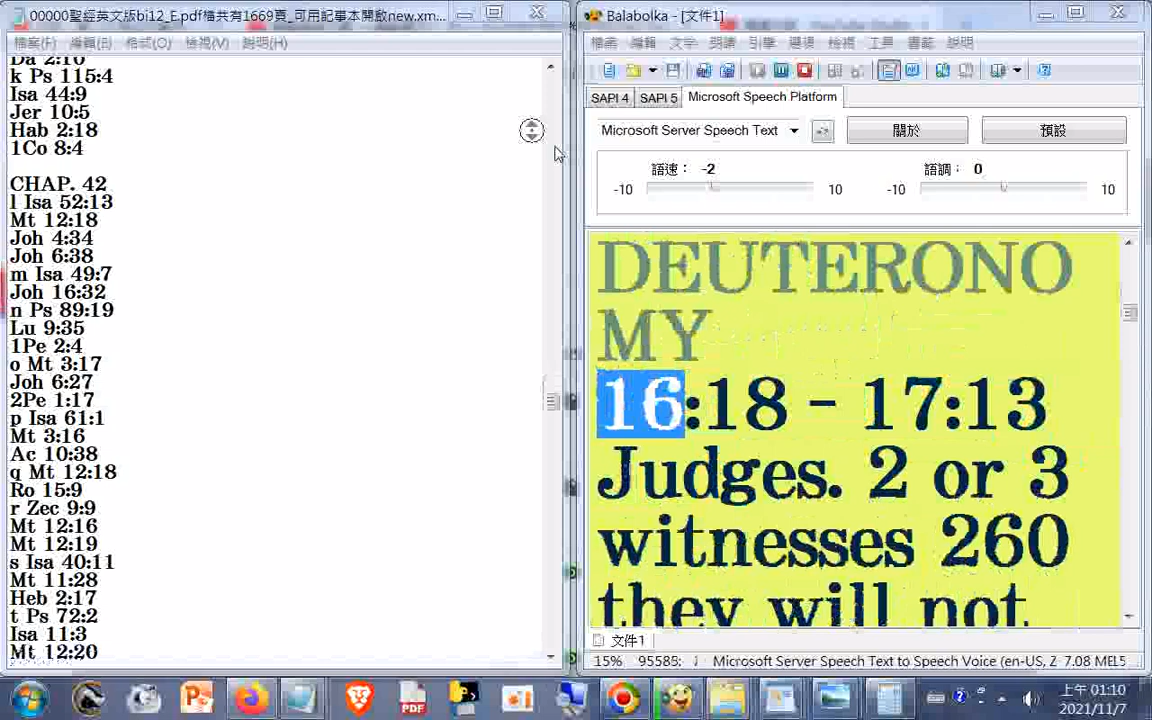 00000聖經英文版bi12_E.pdf檔共有1669頁_可用記事本開啟new.xm...
檔案(F) 編輯(E) 格式(O) 檢視(V) 說明(H)
Da 2:10
k Ps 115:4
Isa 44:9
Jer 10:5
Hab 2:18
1Co 8:4
CHAP. 42
l Isa 52:13
Mt 12:18
Joh 4:34
Joh 6:38
m Isa 49:7
Joh 16:32
n Ps 89:19
Lu 9:35
1Pe 2:4
o Mt 3:17
Joh 6:27
2Pe 1:17
p Isa 61:1
Mt 3:16
Ac 10:38
q Mt 12:18
Ro 15:9
r Zec 9:9
Mt 12:16
Mt 12:19
s Isa 40:11
Mt 11:28
Heb 2:17
t Ps 72:2
Isa 11:3
Mt 12:20
Balabolka - [文件1]
檔案 編輯 文字 朗讀 引擎 選項 檢視 工具 書籤 說明
SAPI 4 SAPI 5 Microsoft Speech Platform
Microsoft Server Speech Text 關於 預設
語速： -2 語調： 0
-10 10 -10 10
DEUTERONO
MY
16:18 - 17:13
Judges. 2 or 3
witnesses 260
they will not
文件1
15% 95585: Microsoft Server Speech Text to Speech Voice (en-US, Z 7.08 МЕБ
PDF
上午 01:10
2021/11/7